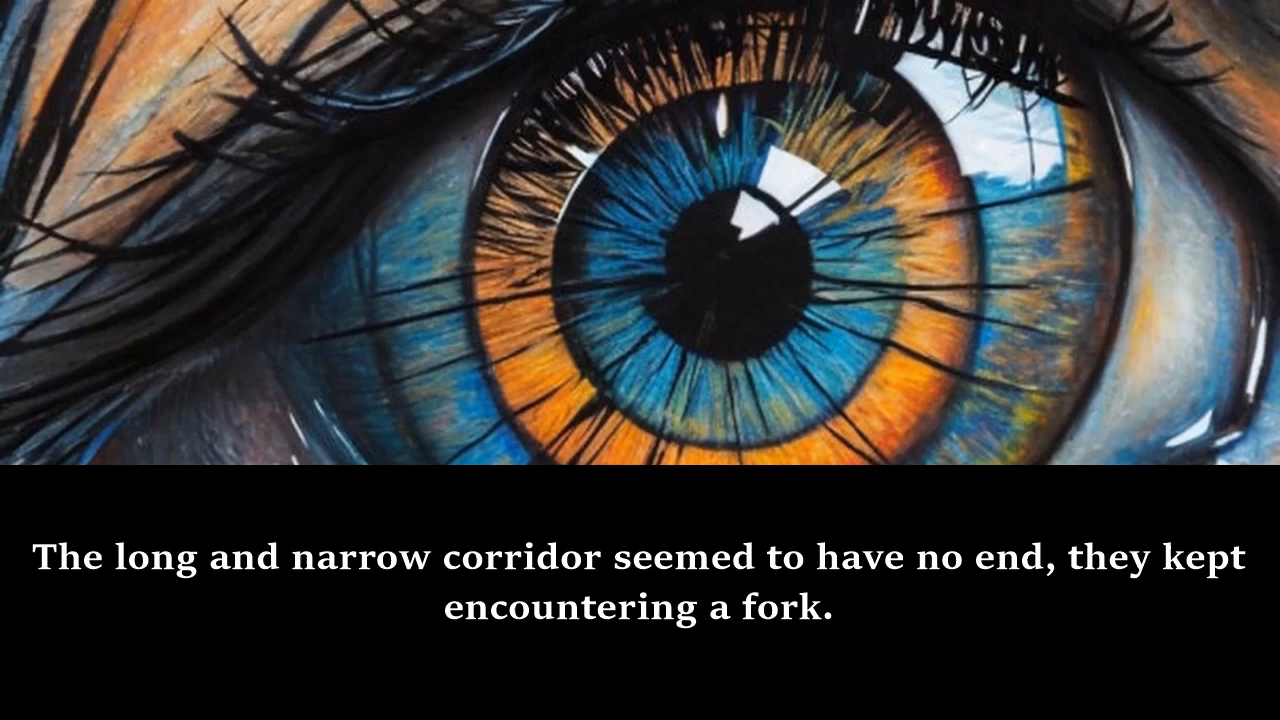 The long and narrow corridor seemed to have no end, they kept
encountering a fork.